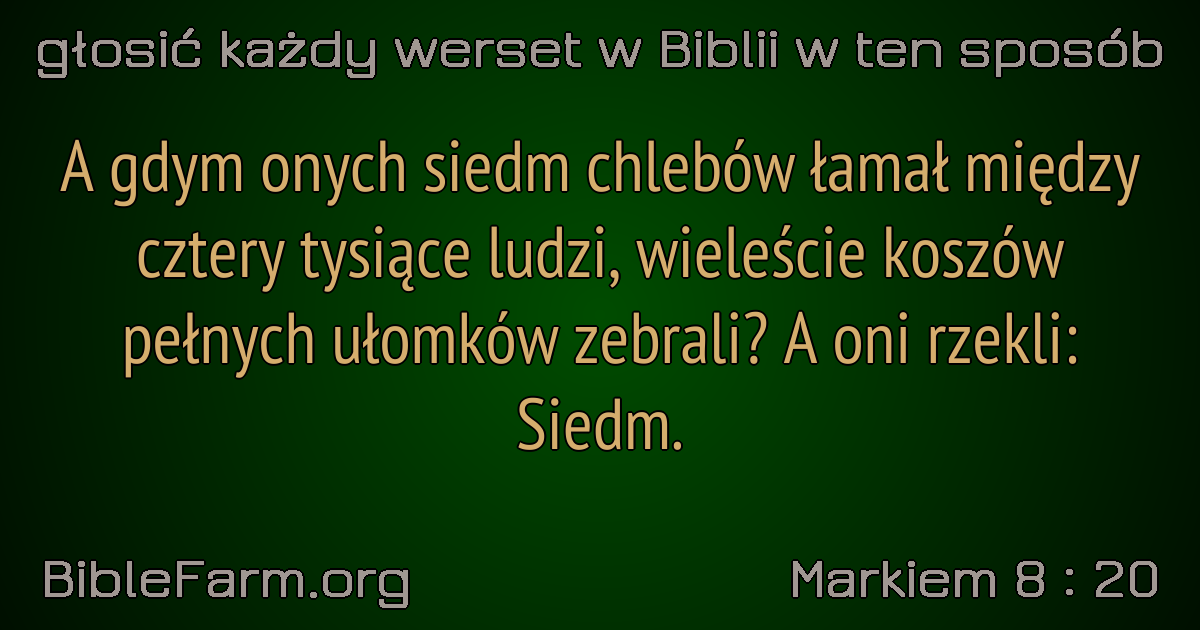 głosić każdy werset w Biblii w ten sposób
A gdym onych siedm chlebów łamał między
cztery tysiące ludzi, wieleście koszów
pełnych ułomków zebrali? A oni rzekli:
Siedm.
BibleFarm.org
Markiem 8 : 20